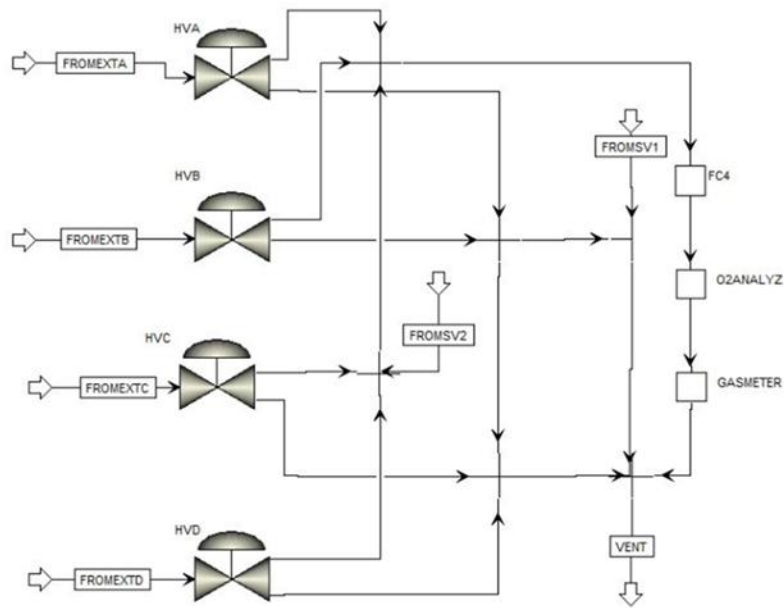 HVA
FROMEXTA
FROMSV1
FC4
HVB
FROMEXTB
O2ANALYZ
FROMSV2
HVC
FROMEXTC
GASMETER
HVD
VENT
FROMEXTD